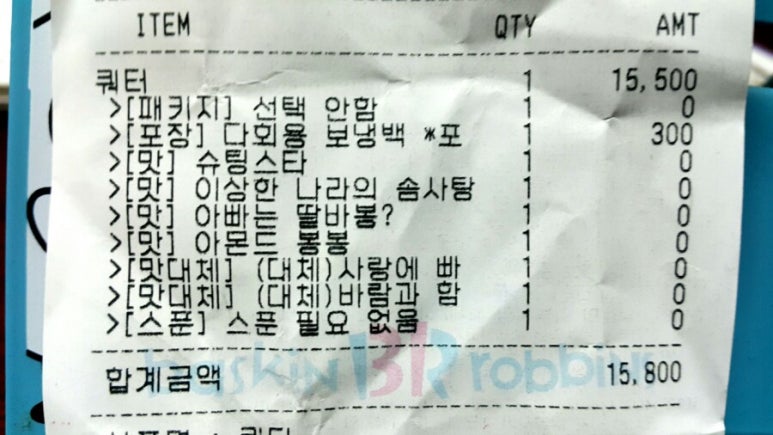 ITEM QTY AMT
쿼터 1 15,500
>[패키지] 선택 안함 1 0
>[포장] 다회용 보냉백 *포 1 300
>[맛] 슈팅스타 1 0
>[맛] 이상한 나라의 솜사탕 1 0
>[맛] 아빠는 딸바봉? 1 0
>[맛] 아몬드 봉봉 1 0
>[맛대체] (대체)사랑에 빠 1 0
>[맛대체] (대체)바람과 함 1 0
>[스푼] 스푼 필요 없음 1 0
baskin BR robbins
합계금액 15,800